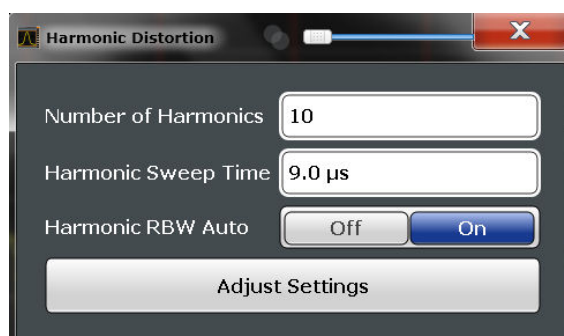 Harmonic Distortion X
Number of Harmonics 10
Harmonic Sweep Time 9.0 µs
Harmonic RBW Auto Off On
Adjust Settings